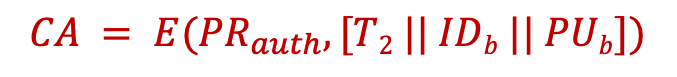 CA = E(PR_auth, [T_2 || ID_b || PU_b])